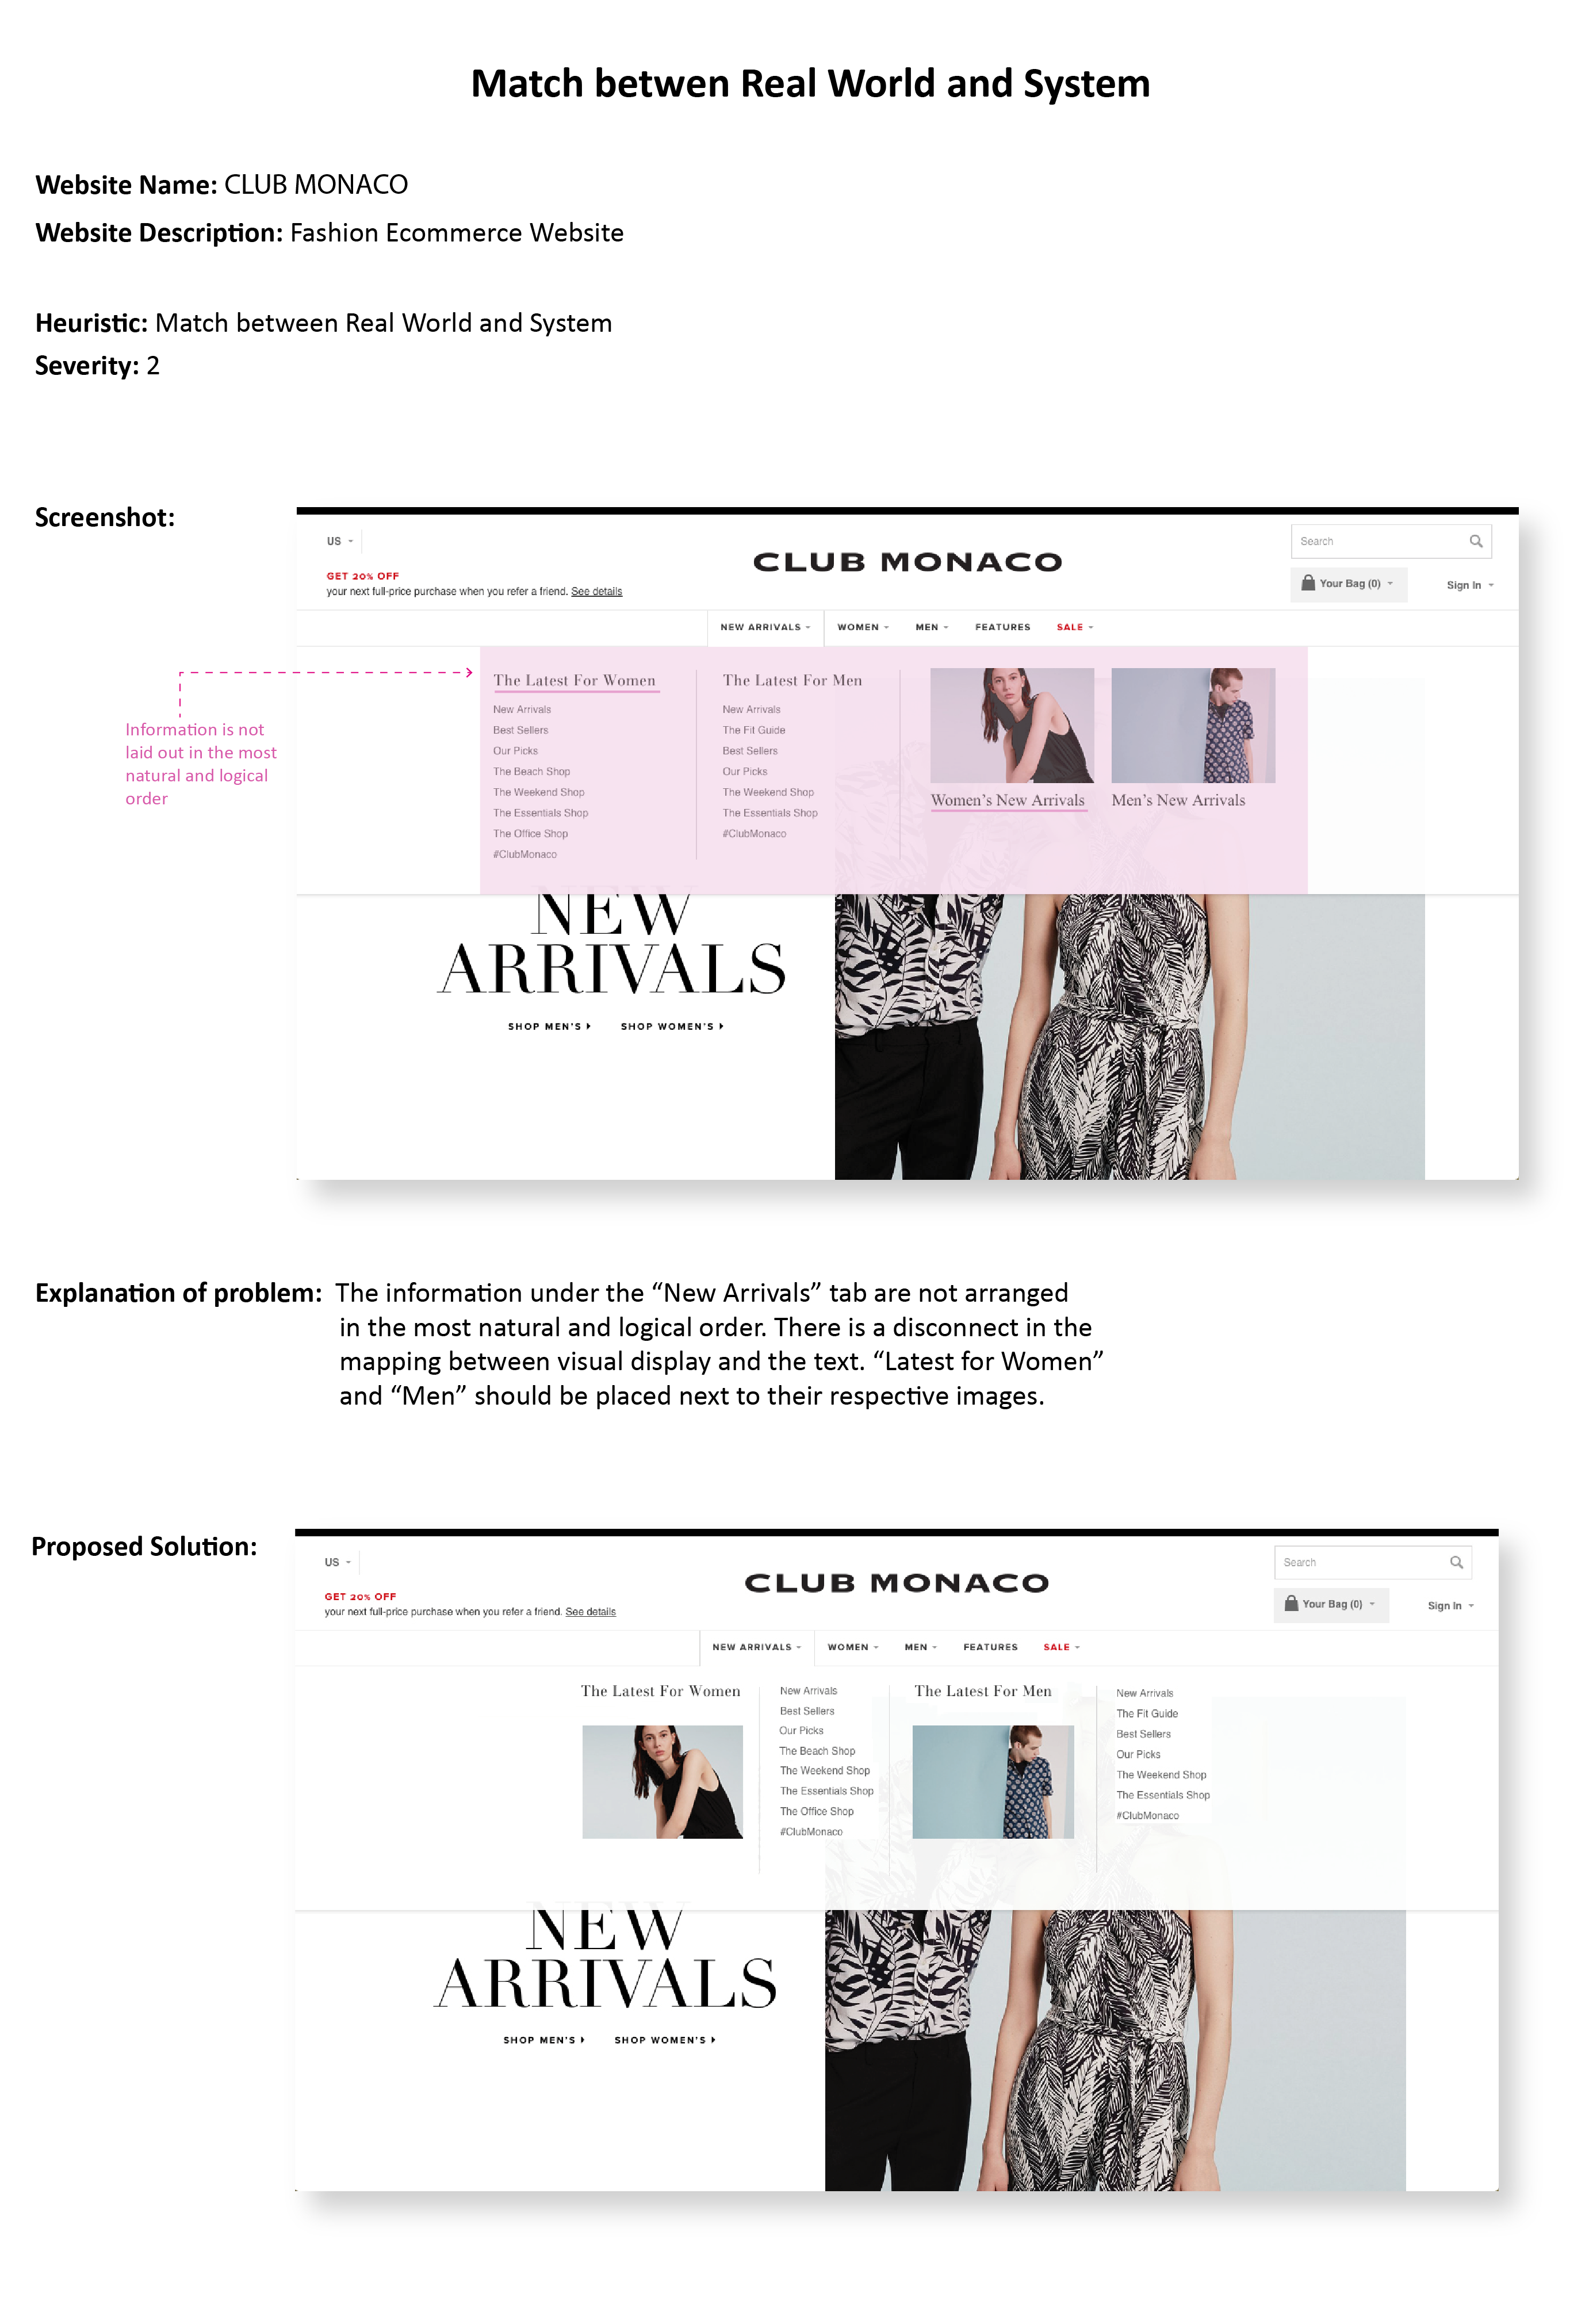 Match betwen Real World and System
Website Name: CLUB MONACO
Website Description: Fashion Ecommerce Website
Heuristic: Match between Real World and System
Severity: 2
Screenshot:
US
GET 20% OFF
your next full-price purchase when you refer a friend. See details
CLUB MONACO
Search
Your Bag (0)
Sign In
NEW ARRIVALS WOMEN MEN FEATURES SALE
Information is not
laid out in the most
natural and logical
order
The Latest For Women
New Arrivals
Best Sellers
Our Picks
The Beach Shop
The Weekend Shop
The Essentials Shop
The Office Shop
#ClubMonaco
The Latest For Men
New Arrivals
The Fit Guide
Best Sellers
Our Picks
The Weekend Shop
The Essentials Shop
#ClubMonaco
Women's New Arrivals
Men's New Arrivals
NEW
ARRIVALS
SHOP MEN'S SHOP WOMEN'S
Explanation of problem: The information under the “New Arrivals” tab are not arranged
in the most natural and logical order. There is a disconnect in the
mapping between visual display and the text. “Latest for Women”
and “Men” should be placed next to their respective images.
Proposed Solution:
US
GET 20% OFF
your next full-price purchase when you refer a friend. See details
CLUB MONACO
Search
Your Bag (0)
Sign In
NEW ARRIVALS WOMEN MEN FEATURES SALE
The Latest For Women
New Arrivals
Best Sellers
Our Picks
The Beach Shop
The Weekend Shop
The Essentials Shop
The Office Shop
#ClubMonaco
The Latest For Men
New Arrivals
The Fit Guide
Best Sellers
Our Picks
The Weekend Shop
The Essentials Shop
#ClubMonaco
NEW
ARRIVALS
SHOP MEN'S SHOP WOMEN'S